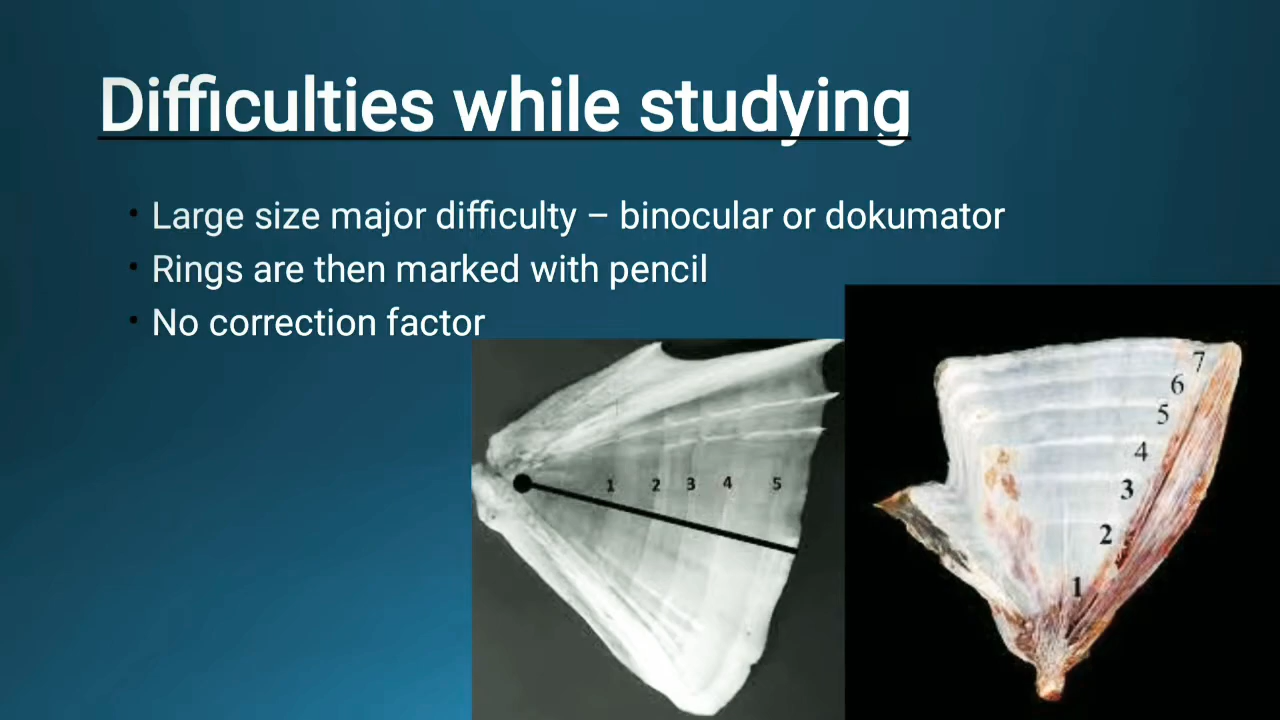 Difficulties while studying
• Large size major difficulty – binocular or dokumator
• Rings are then marked with pencil
• No correction factor
1 2 3 4 5
7
6
5
4
3
2
1